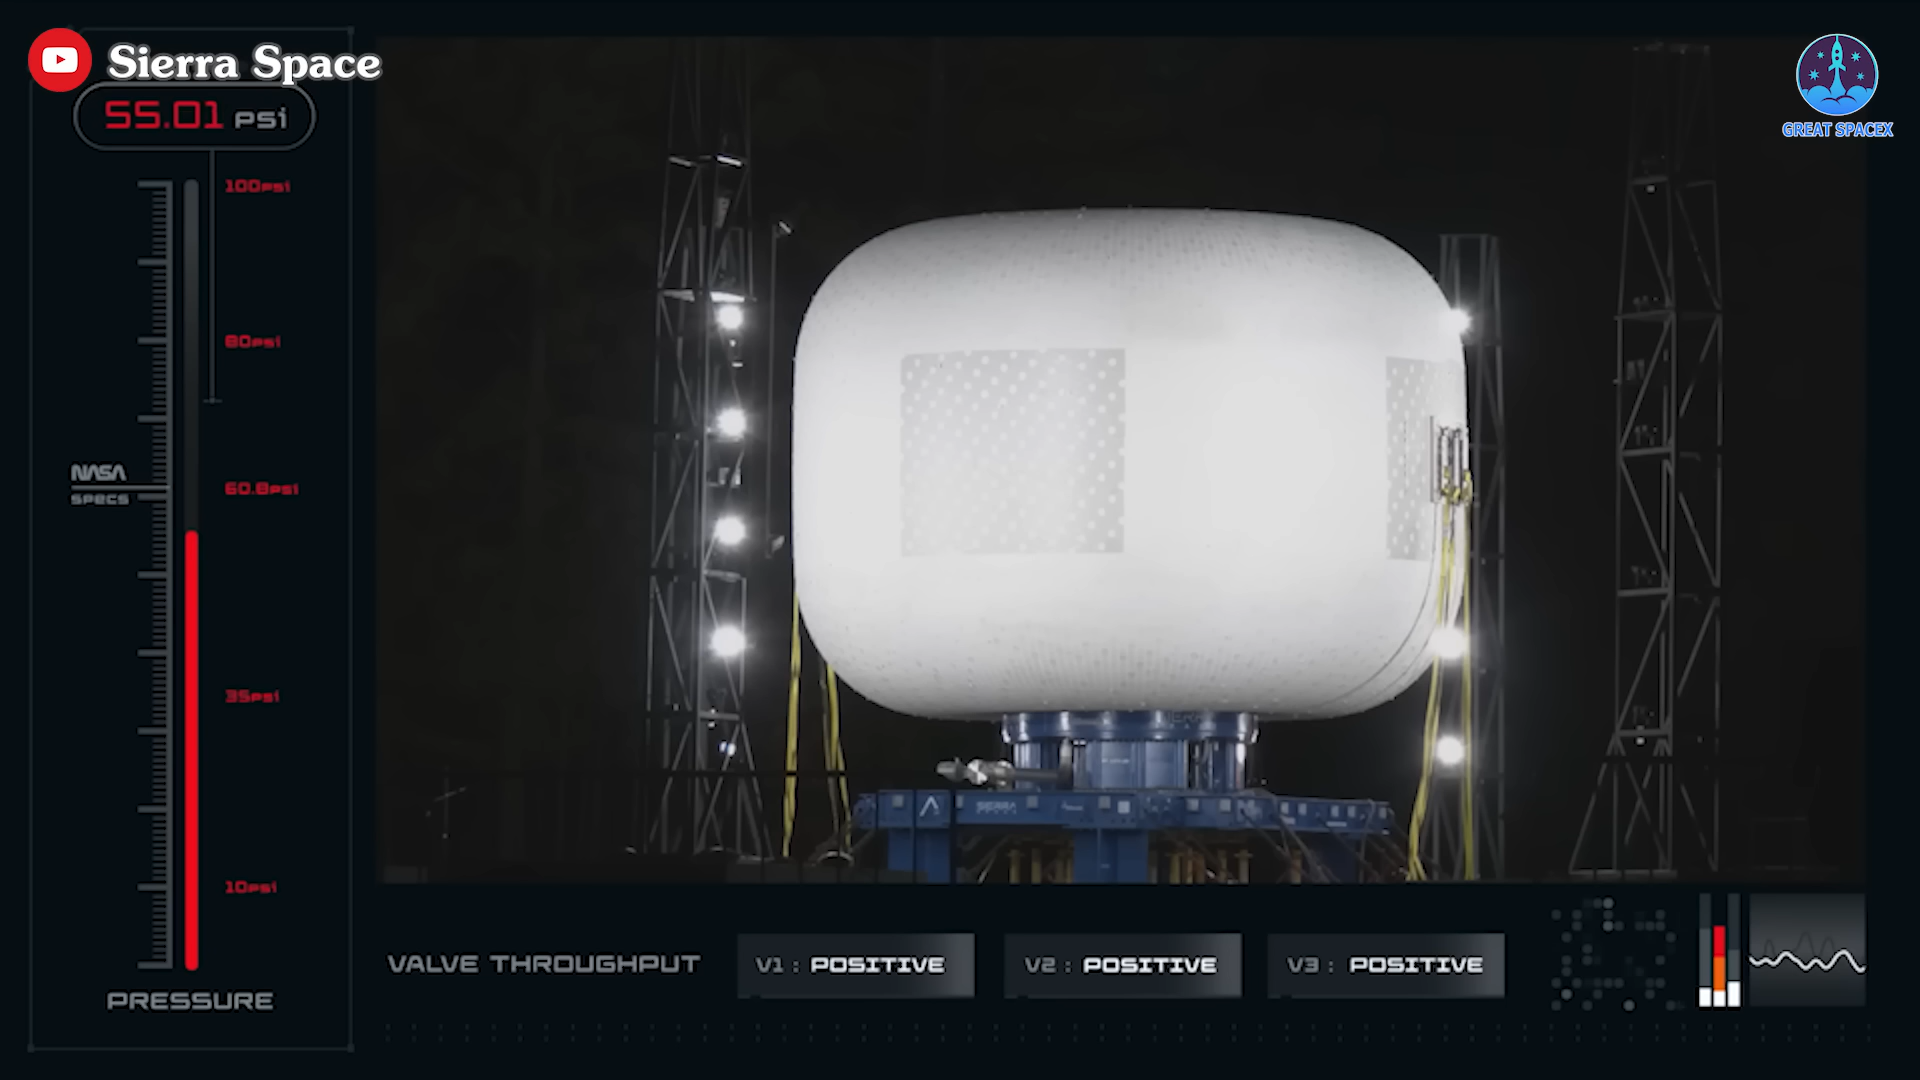 Sierra Space
GREAT SPACEX
55.01 psi
100psi
80psi
NASA
specs
60.8psi
35psi
10psi
PRESSURE
SIERRA
VALVE THROUGHPUT
V1 : POSITIVE
V2 : POSITIVE
V3 : POSITIVE